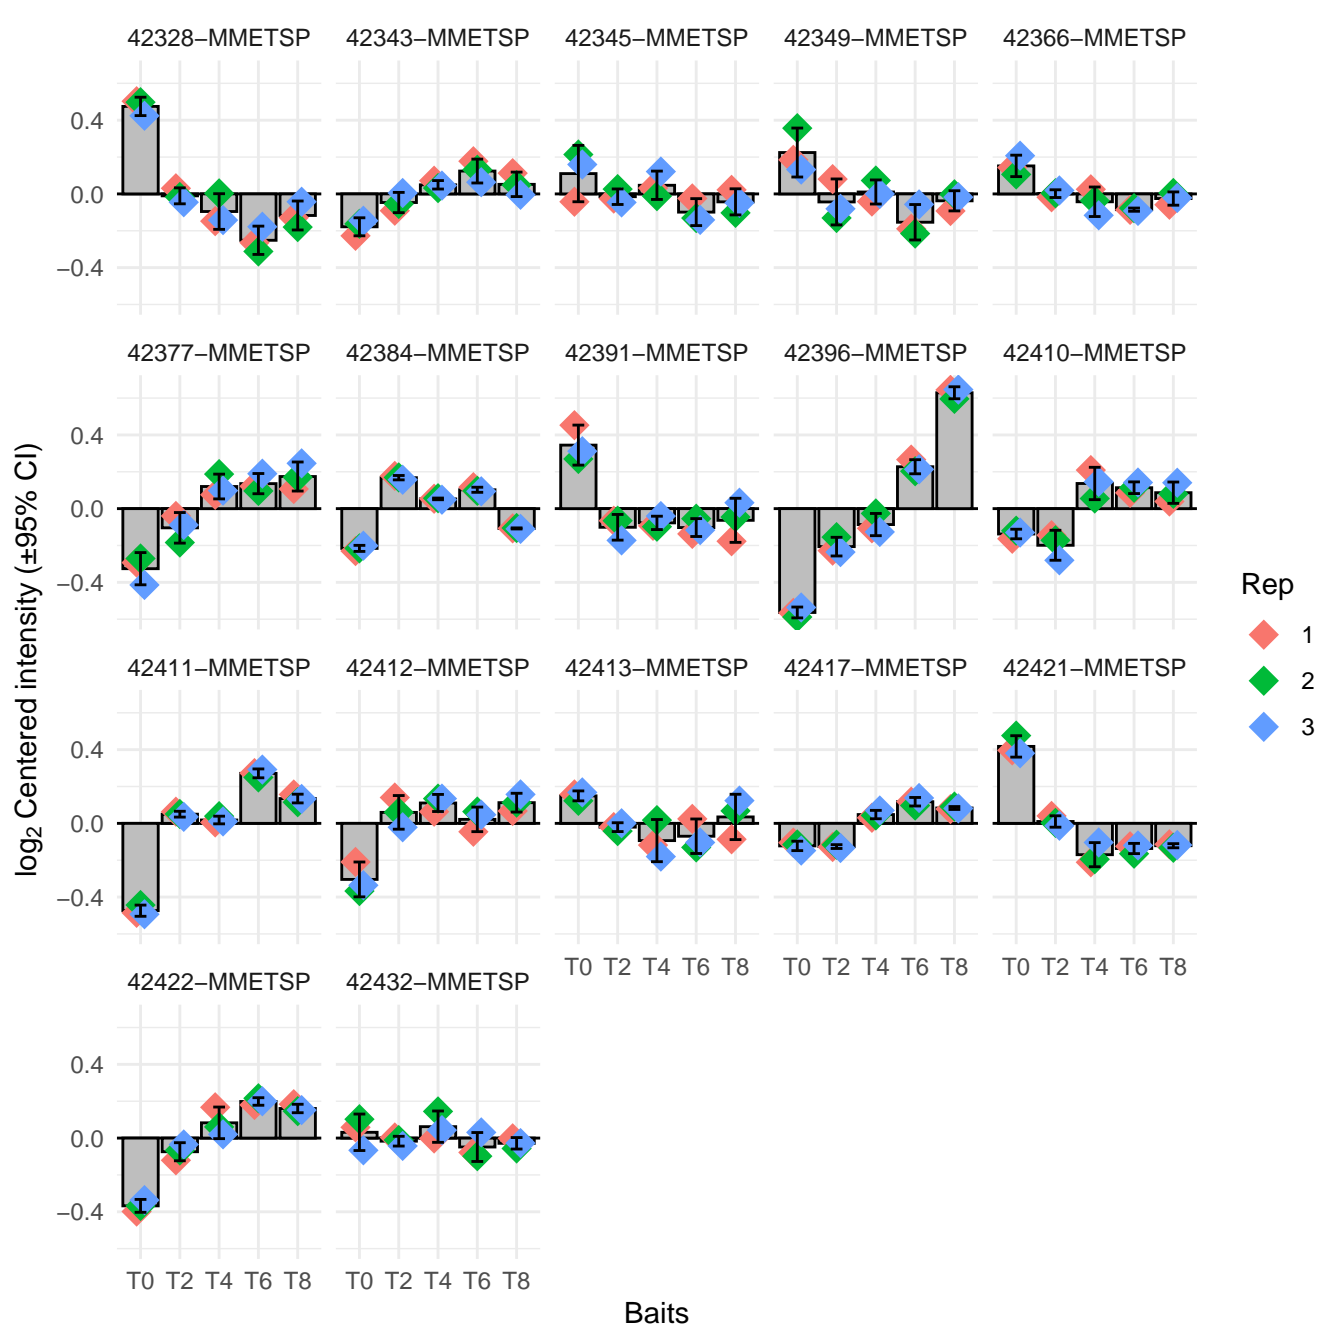 42328−MMETSP 42343−MMETSP 42345−MMETSP 42349−MMETSP 42366−MMETSP
0.4
0.0
−0.4
42377−MMETSP 42384−MMETSP 42391−MMETSP 42396−MMETSP 42410−MMETSP
0.4
0.0
−0.4
42411−MMETSP 42412−MMETSP 42413−MMETSP 42417−MMETSP 42421−MMETSP
0.4
0.0
−0.4
T0 T2 T4 T6 T8 T0 T2 T4 T6 T8 T0 T2 T4 T6 T8
42422−MMETSP 42432−MMETSP
0.4
0.0
−0.4
T0 T2 T4 T6 T8 T0 T2 T4 T6 T8
Baits
log2 Centered intensity (±95% CI)
Rep
1
2
3